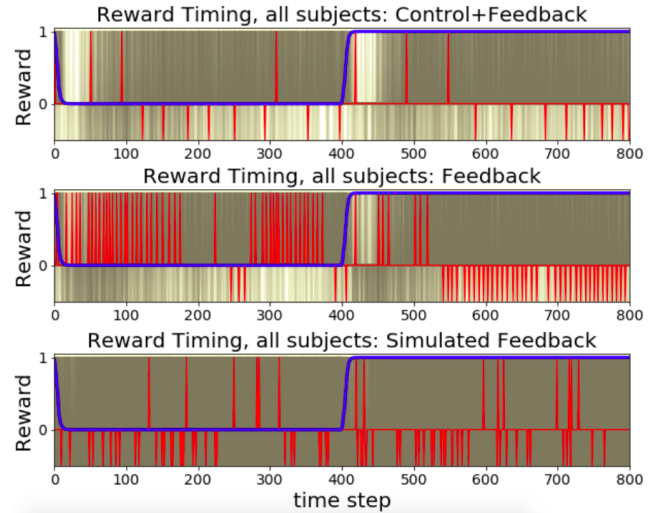 Reward Timing, all subjects: Control+Feedback
1
Reward
0
0 100 200 300 400 500 600 700 800
Reward Timing, all subjects: Feedback
1
Reward
0
0 100 200 300 400 500 600 700 800
Reward Timing, all subjects: Simulated Feedback
1
Reward
0
0 100 200 300 400 500 600 700 800
time step